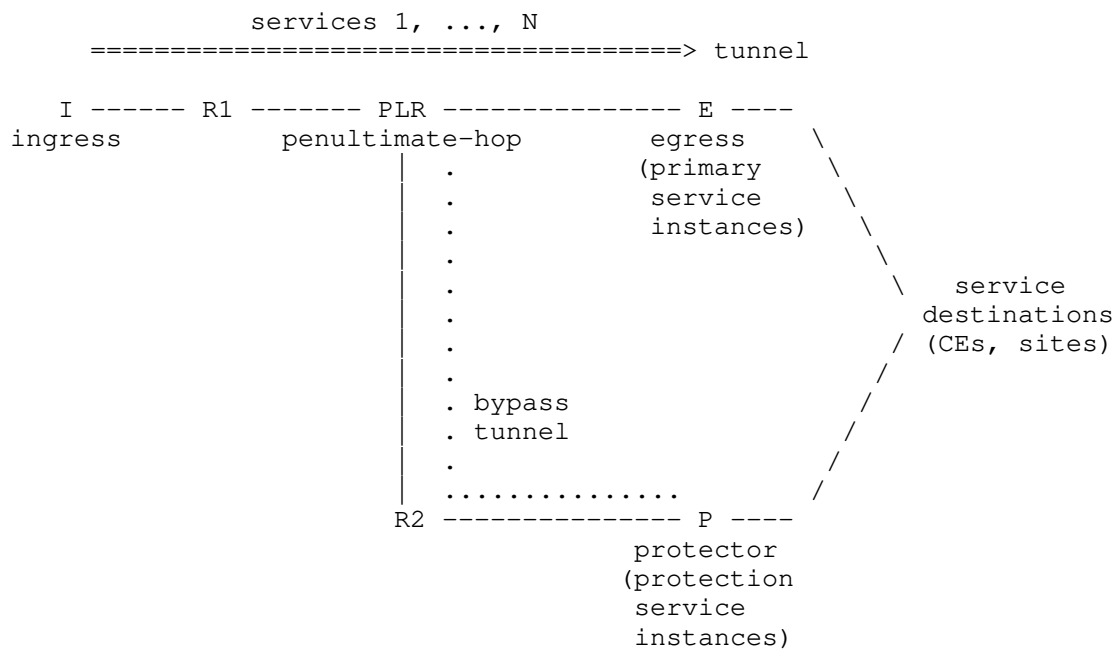 services 1, ..., N
=====================================> tunnel
I ------ R1 ------- PLR --------------- E ----
ingress penultimate-hop egress
(primary
service
instances)
service
destinations
(CEs, sites)
bypass
tunnel
R2 --------------- P ----
protector
(protection
service
instances)